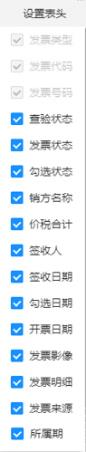 设置表头
发票类型
发票代码
发票号码
查验状态
发票状态
勾选状态
销方名称
价税合计
签收人
签收日期
勾选日期
开票日期
发票影像
发票明细
发票来源
所属期